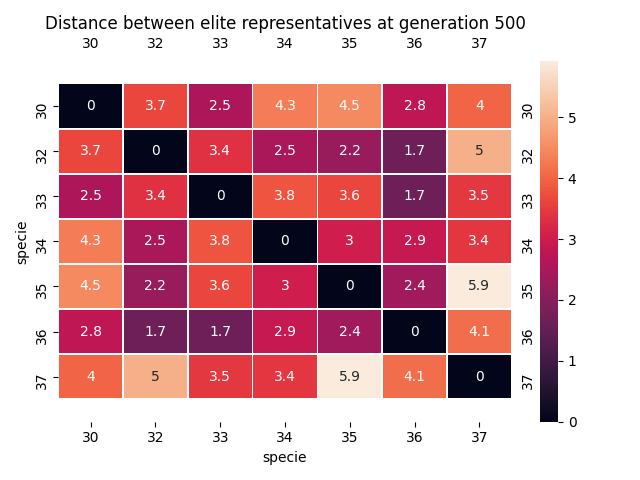 Distance between elite representatives at generation 500
30 32 33 34 35 36 37
30 0 3.7 2.5 4.3 4.5 2.8 4 30
32 3.7 0 3.4 2.5 2.2 1.7 5 32
33 2.5 3.4 0 3.8 3.6 1.7 3.5 33
34 4.3 2.5 3.8 0 3 2.9 3.4 34
35 4.5 2.2 3.6 3 0 2.4 5.9 35
36 2.8 1.7 1.7 2.9 2.4 0 4.1 36
37 4 5 3.5 3.4 5.9 4.1 0 37
30 32 33 34 35 36 37
specie
specie
5
4
3
2
1
0